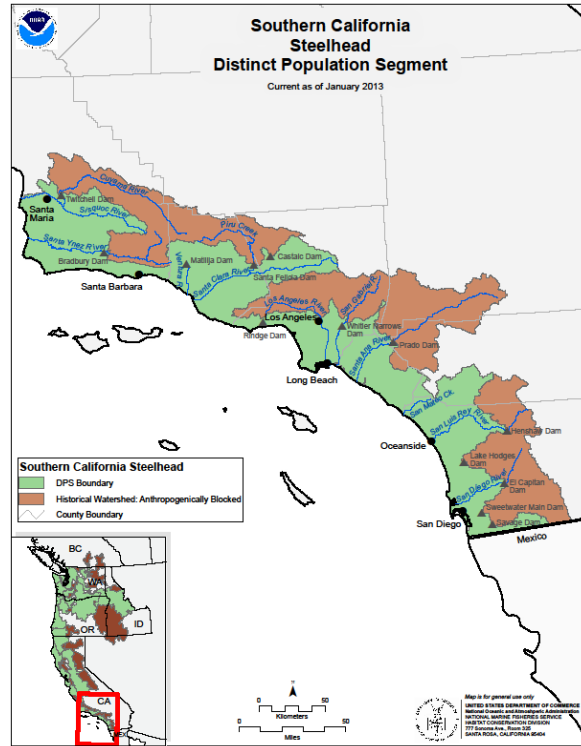 NOAA
Southern California
Steelhead
Distinct Population Segment
Current as of January 2013
Cuyama River
Twitchell Dam
Santa
Maria
Sisquoc River
Piru Creek
Santa Ynez River
Bradbury Dam
Matilija Dam
Castaic Dam
Ventura R.
Santa Clara River
Santa Felicia Dam
Santa Barbara
Los Angeles River
San Gabriel R.
Los Angeles
Rindge Dam
Whittier Narrows
Dam
Santa Ana River
Prado Dam
Long Beach
San Mateo Ck.
San Luis Rey River
Henshaw Dam
Oceanside
Lake Hodges
Dam
San Diego River
El Capitan
Dam
Sweetwater Main Dam
San Diego
Savage Dam
Mexico
Southern California Steelhead
DPS Boundary
Historical Watershed: Anthropogenically Blocked
County Boundary
BC
WA
OR
ID
CA
MEX
50 0 50
Kilometers
50 0 50
Miles
Map is for general use only
UNITED STATES DEPARTMENT OF COMMERCE
National Oceanic and Atmospheric Administration
NATIONAL MARINE FISHERIES SERVICE
HABITAT CONSERVATION DIVISION
777 Sonoma Ave., Room 325
SANTA ROSA, CALIFORNIA 95404